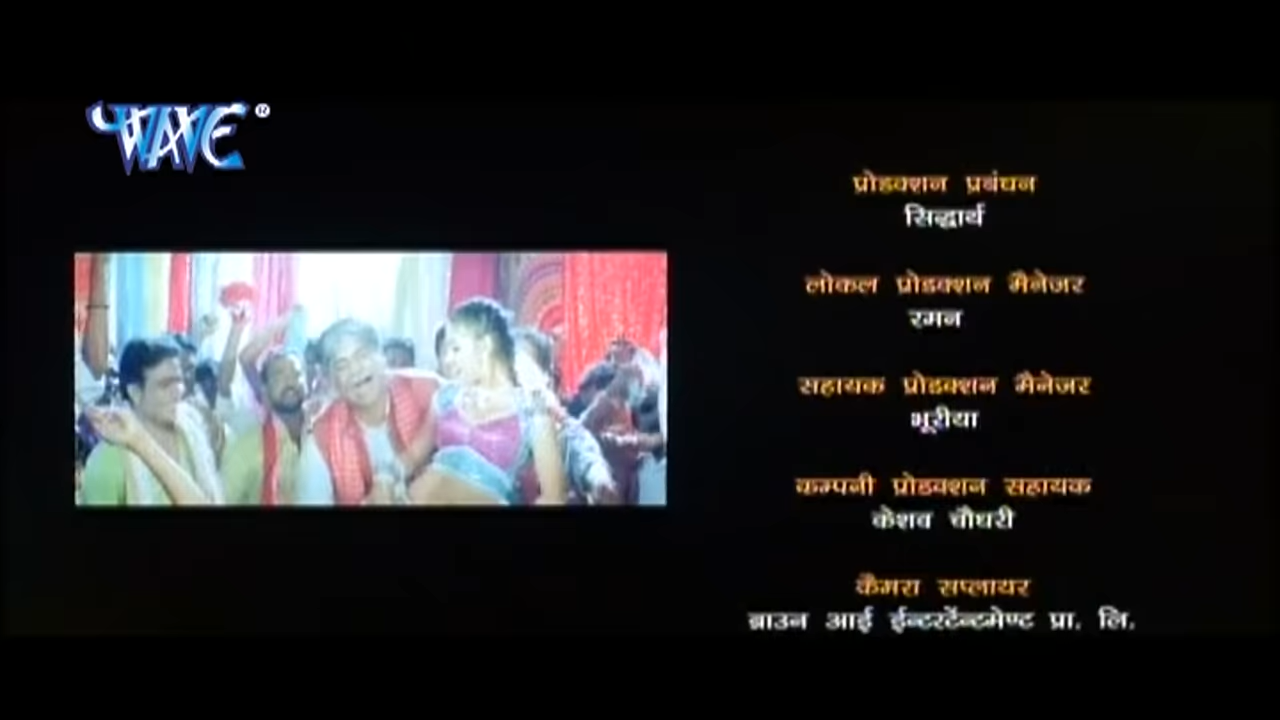 WAVE
प्रोडक्शन प्रबंधन
सिद्धार्थ
लोकल प्रोडक्शन मैनेजर
रमन
सहायक प्रोडक्शन मैनेजर
भूरीया
कम्पनी प्रोडक्शन सहायक
केशव चौधरी
कैमरा सप्लायर
ब्राउन आई ईन्टरटेंन्टमेण्ट प्रा. लि.